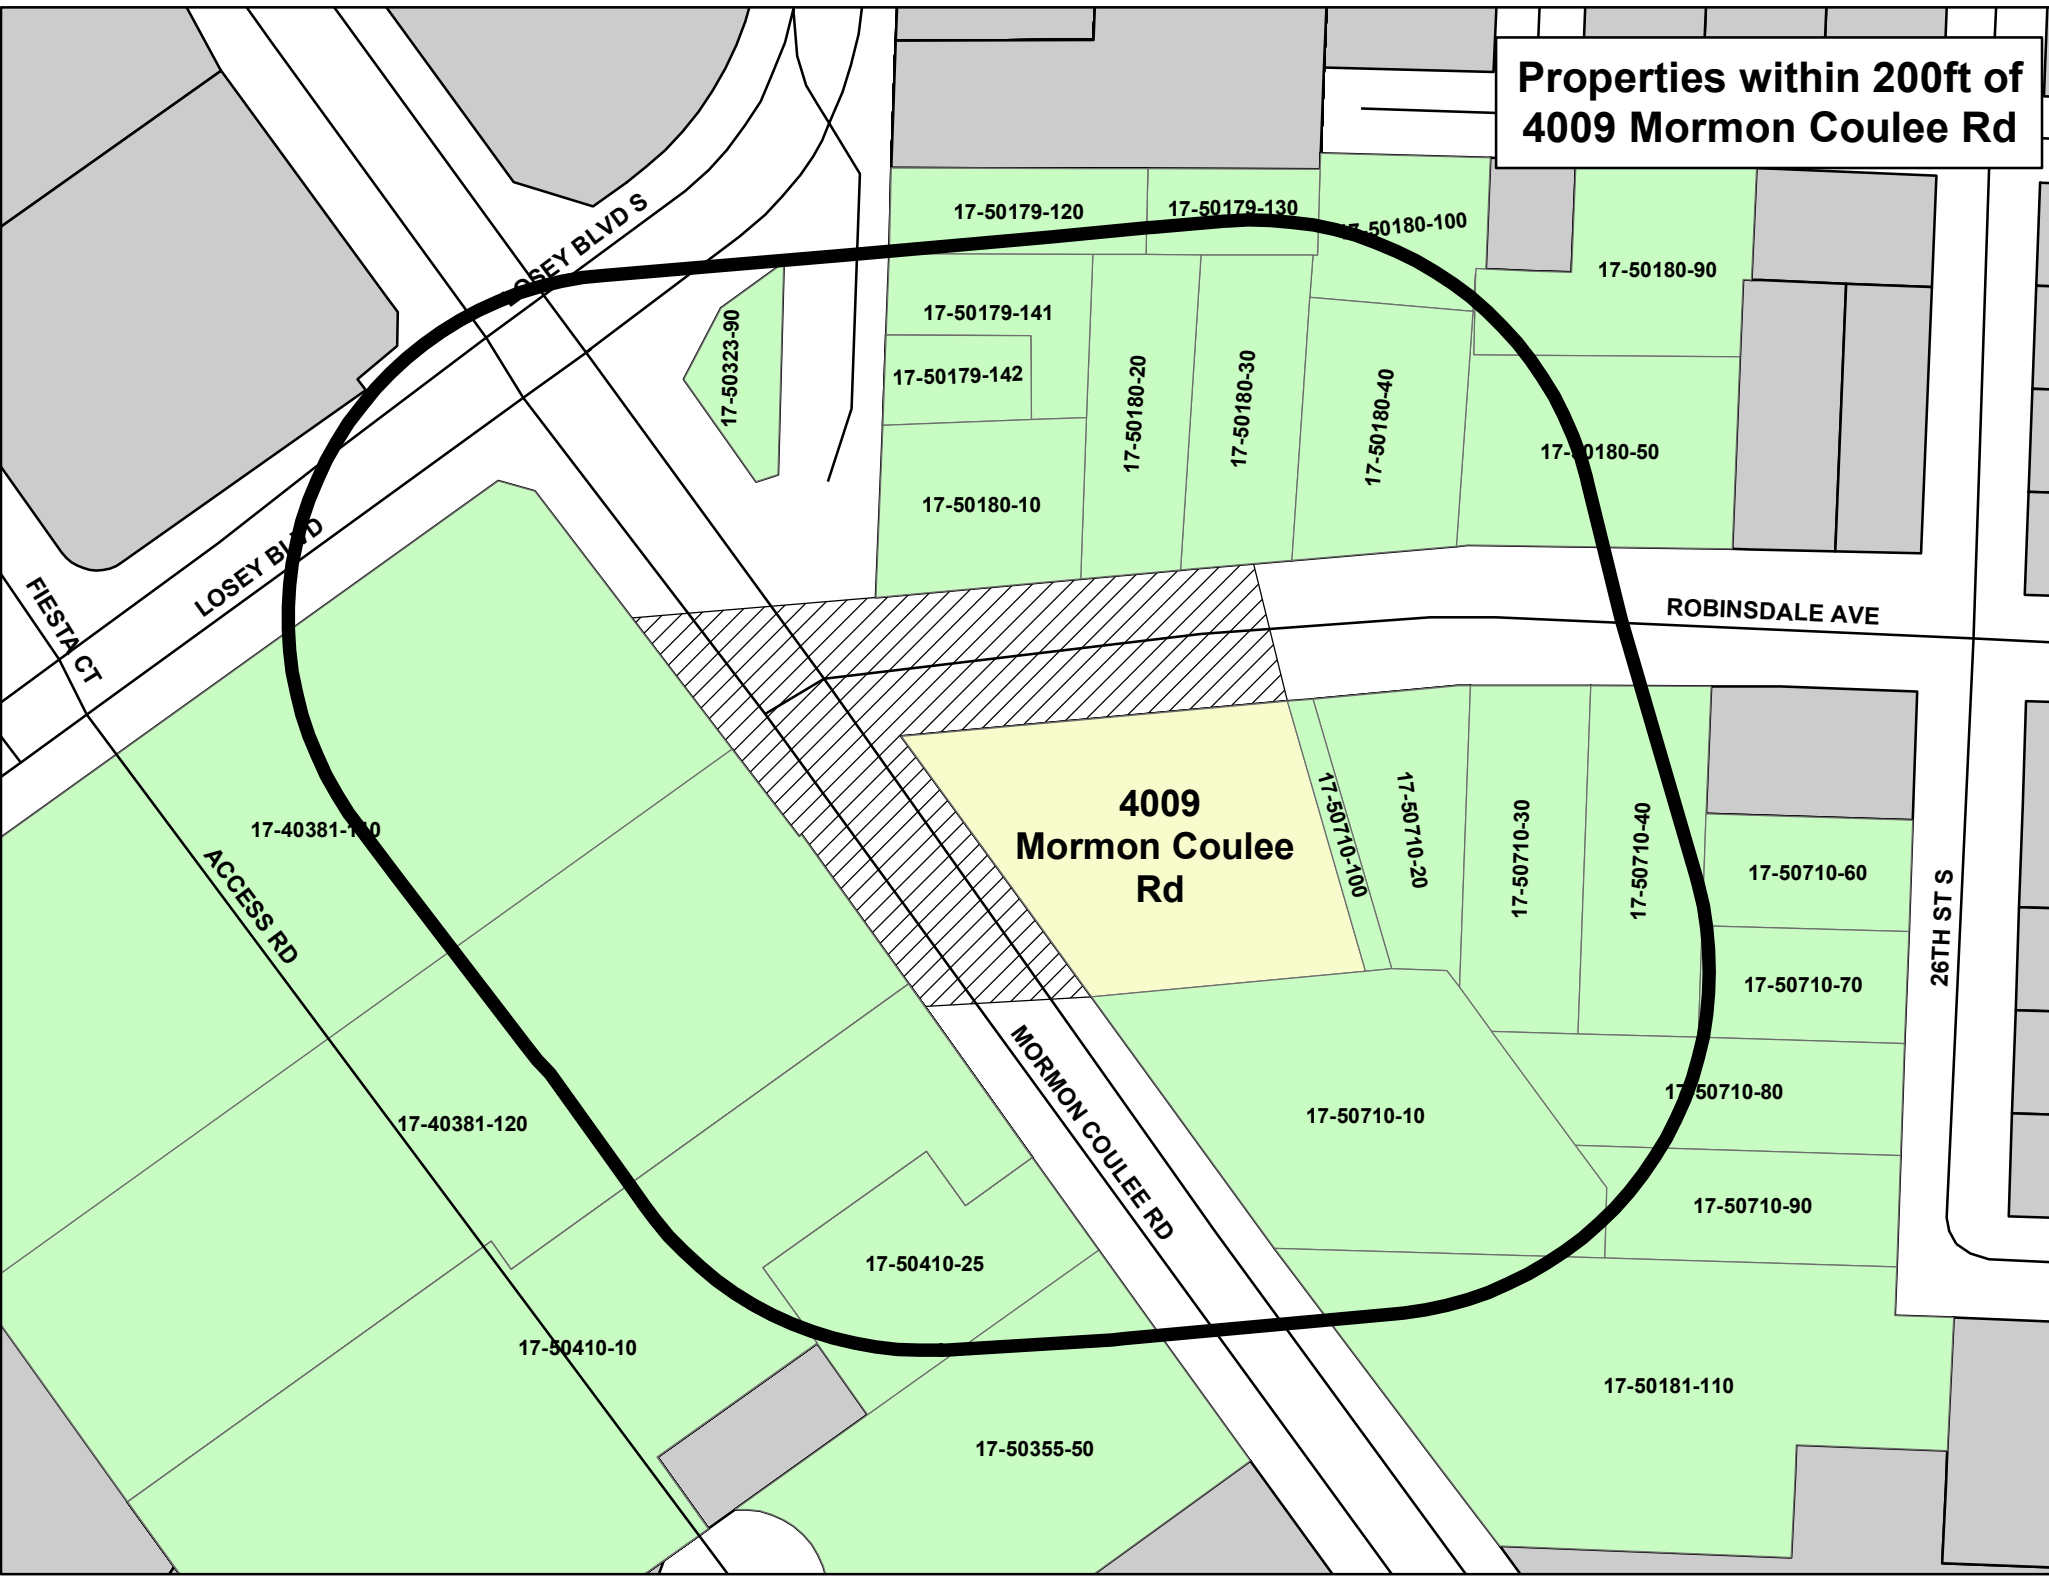 Properties within 200ft of
4009 Mormon Coulee Rd
LOSEY BLVD S
17-50179-120
17-50179-130
17-50180-100
17-50180-90
17-50179-141
17-50323-90
17-50179-142
17-50180-20
17-50180-30
17-50180-40
17-50180-50
17-50180-10
LOSEY BLVD
FIESTA CT
ROBINSDALE AVE
4009
Mormon Coulee
Rd
17-50710-100
17-50710-20
17-50710-30
17-50710-40
17-50710-60
17-50710-70
26TH ST S
17-40381-110
ACCESS RD
17-40381-120
MORMON COULEE RD
17-50710-10
17-50710-80
17-50710-90
17-50410-25
17-50410-10
17-50181-110
17-50355-50